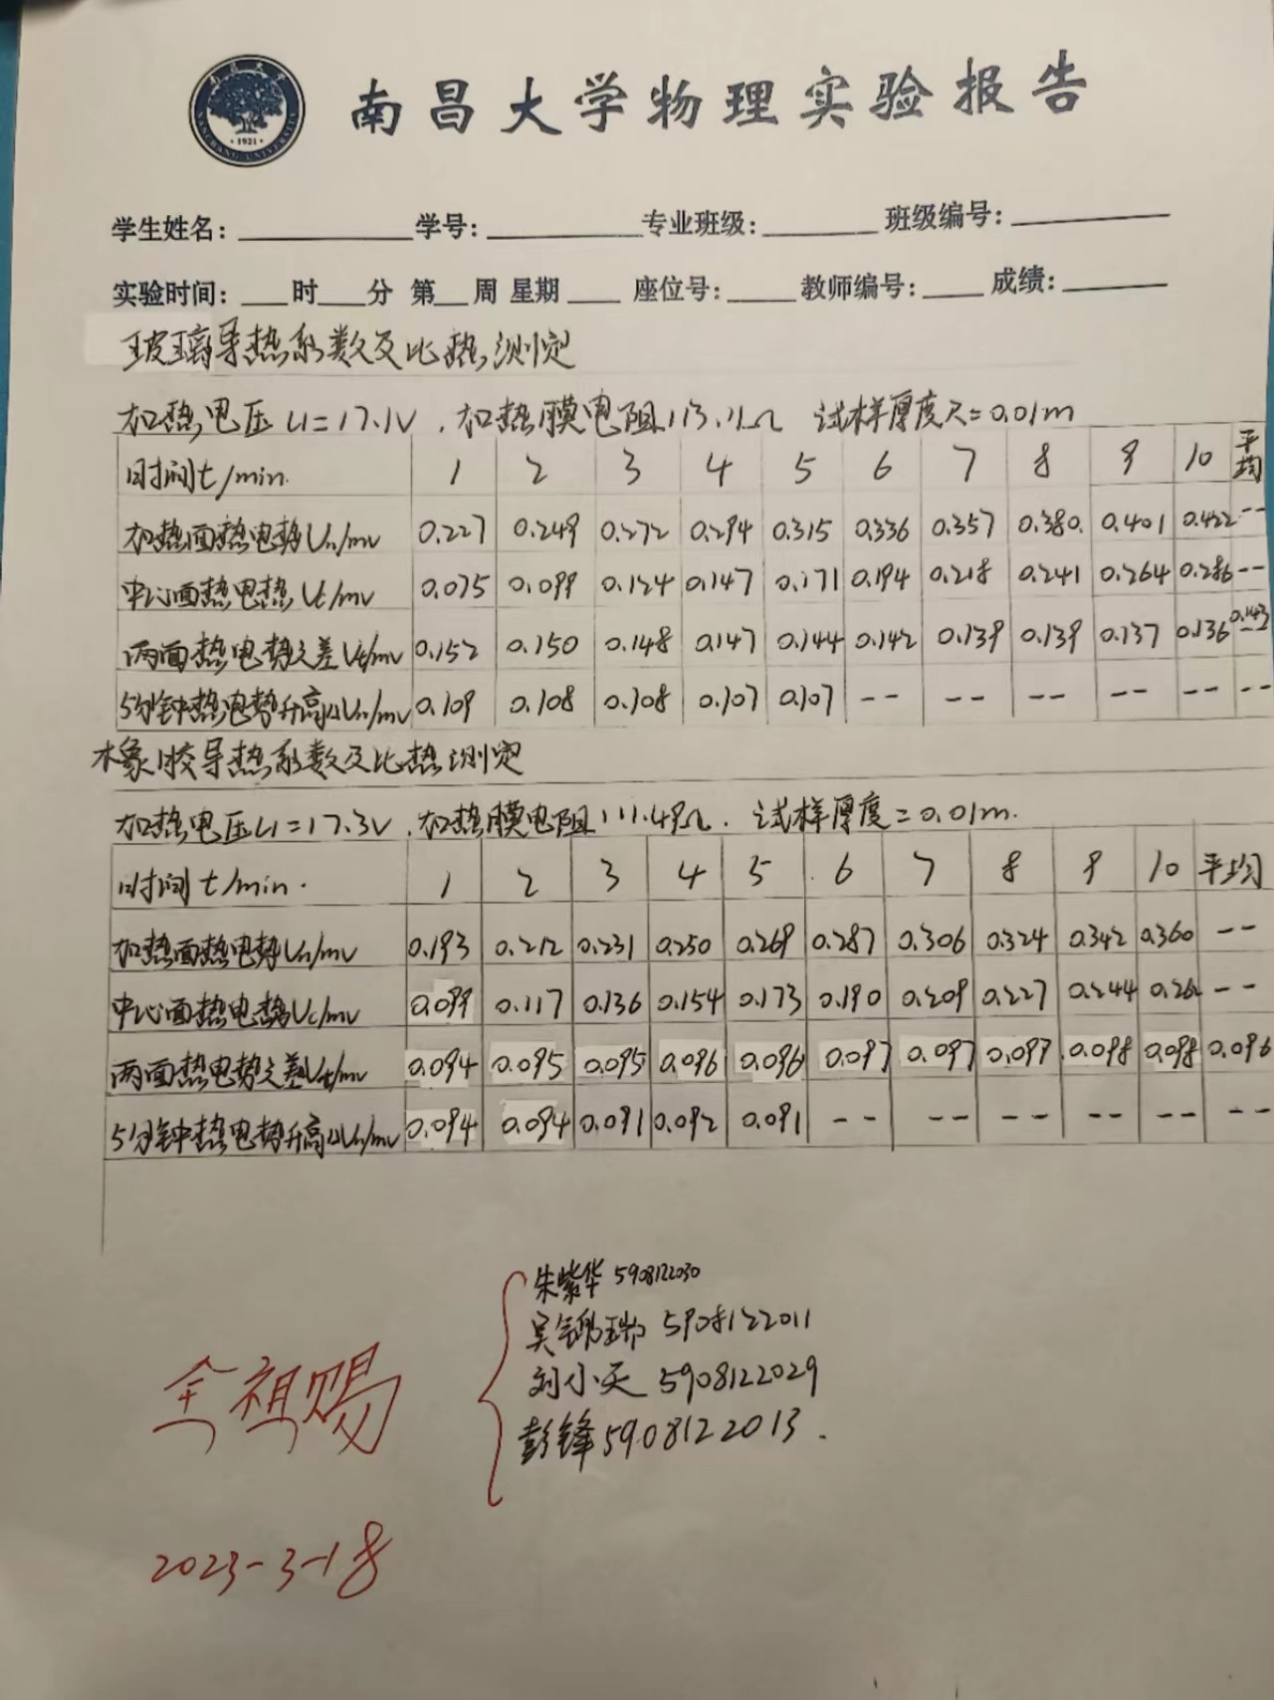 南昌大学物理实验报告
学生姓名：学号：专业班级：班级编号：
实验时间：时分 第周 星期 座位号：教师编号：成绩：
玻璃导热系数及比热测定
加热电压U=17.1V，加热膜电阻113.1Ω 试样厚度R=0.01m
时间t/min. 1 2 3 4 5 6 7 8 9 10 平均
加热面热电势Vh/mv 0.227 0.249 0.272 0.294 0.315 0.336 0.357 0.380. 0.401 0.422 --
中心面热电热Vt/mv 0.075 0.099 0.124 0.147 0.171 0.194 0.218 0.241 0.264 0.286 --
两面热电势之差Vt/mv 0.152 0.150 0.148 0.147 0.144 0.142 0.139 0.139 0.137 0.136 0.143
5分钟热电势升高ΔVh/mv 0.109 0.108 0.108 0.107 0.107 -- -- -- -- -- --
橡胶导热系数及比热测定
加热电压U=17.3V，加热膜电阻111.49Ω. 试样厚度=0.01m.
时间t/min. 1 2 3 4 5 6 7 8 9 10 平均
加热面热电势Vh/mv 0.193 0.212 0.231 0.250 0.269 0.287 0.306 0.324 0.342 0.360 --
中心面热电势Vc/mv 0.099 0.117 0.136 0.154 0.173 0.190 0.209 0.227 0.244 0.262 --
两面热电势之差Vt/mv 0.094 0.095 0.095 0.096 0.096 0.097 0.097 0.097 0.098 0.098 0.096
5分钟热电势升高ΔVh/mv 0.094 0.094 0.091 0.092 0.091 -- -- -- -- -- --
朱紫华 5908122030
吴锦瑞 5908122011
刘小天 5908122029
彭锋 5908122013.
全祖赐
2023-3-18